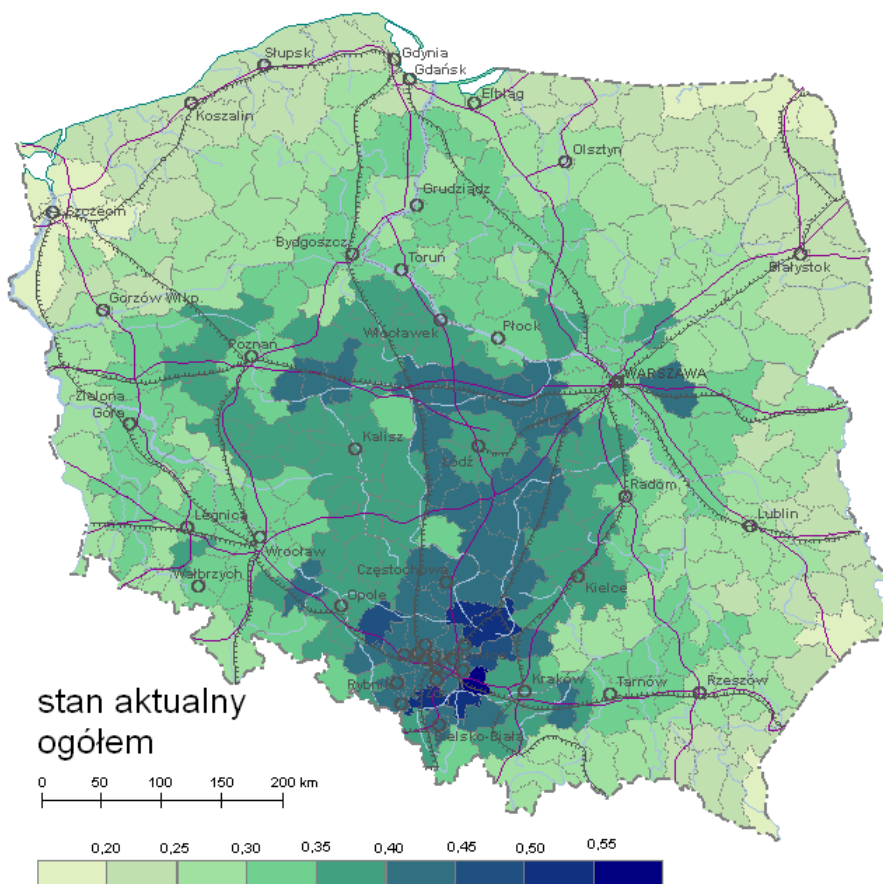 Słupsk
Gdynia
Gdańsk
Elbląg
Koszalin
Olsztyn
Grudziądz
Szczecin
Bydgoszcz
Toruń
Białystok
Gorzów Wlkp.
Włocławek
Płock
Poznań
WARSZAWA
Zielona
Góra
Kalisz
Łódź
Radom
Legnica
Lublin
Wrocław
Częstochowa
Wałbrzych
Kielce
Opole
Kraków
Tarnów
Rzeszów
Bielsko-Biała
stan aktualny
ogółem
0 50 100 150 200 km
0,20 0,25 0,30 0,35 0,40 0,45 0,50 0,55